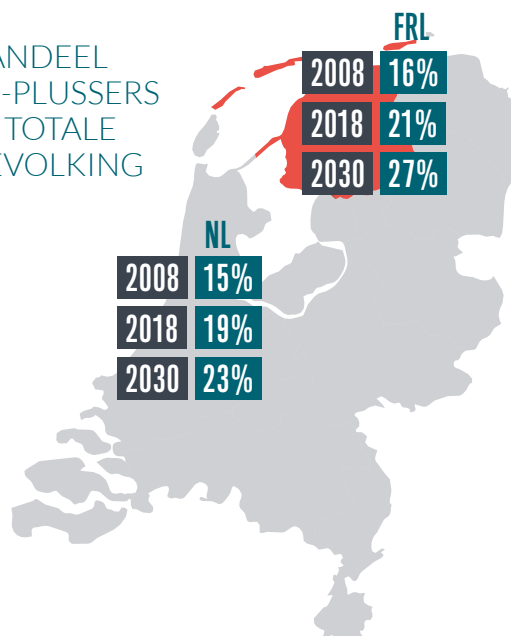 ANDEEL
-PLUSSERS
TOTALE
EVOLKING
FRL
2008 16%
2018 21%
2030 27%
NL
2008 15%
2018 19%
2030 23%